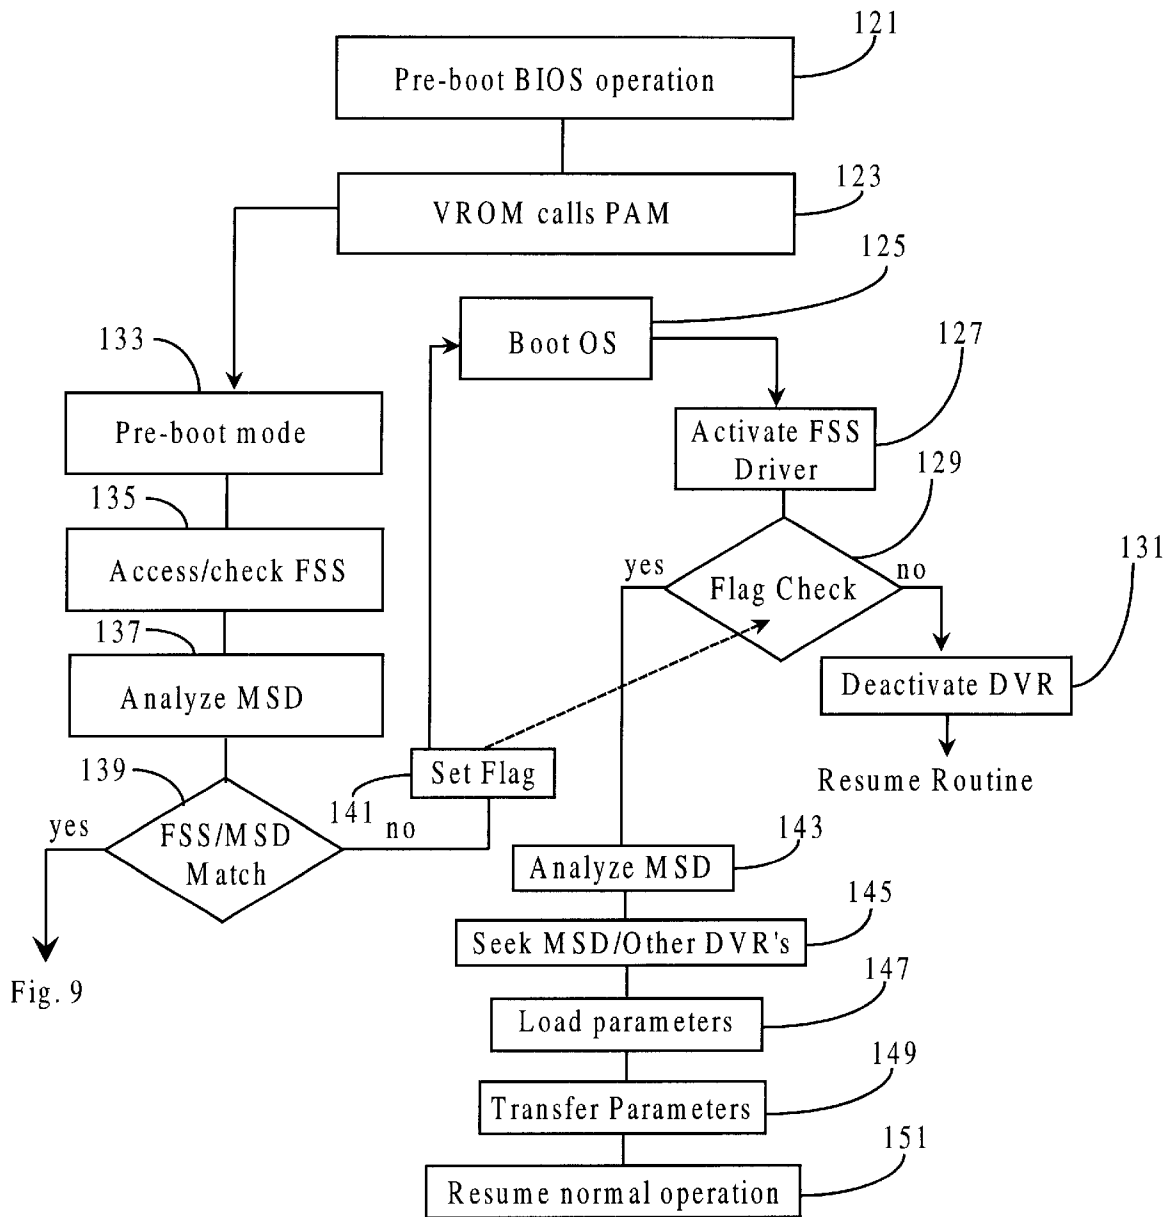 121
Pre-boot BIOS operation
123
VROM calls PAM
125
Boot OS
133
Pre-boot mode
127
Activate FSS
Driver
129
135
Access/check FSS
yes
Flag Check
no
131
137
Analyze MSD
Deactivate DVR
139
Set Flag
141
Resume Routine
yes
FSS/MSD
Match
no
143
Analyze MSD
145
Seek MSD/Other DVR's
Fig. 9
147
Load parameters
149
Transfer Parameters
151
Resume normal operation